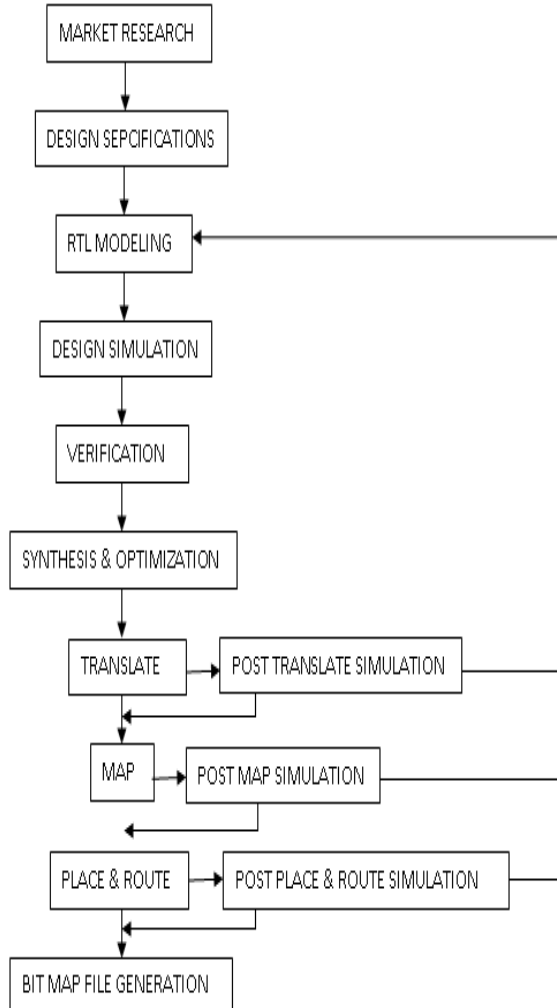 MARKET RESEARCH
DESIGN SEPCIFICATIONS
RTL MODELING
DESIGN SIMULATION
VERIFICATION
SYNTHESIS & OPTIMIZATION
TRANSLATE
POST TRANSLATE SIMULATION
MAP
POST MAP SIMULATION
PLACE & ROUTE
POST PLACE & ROUTE SIMULATION
BIT MAP FILE GENERATION